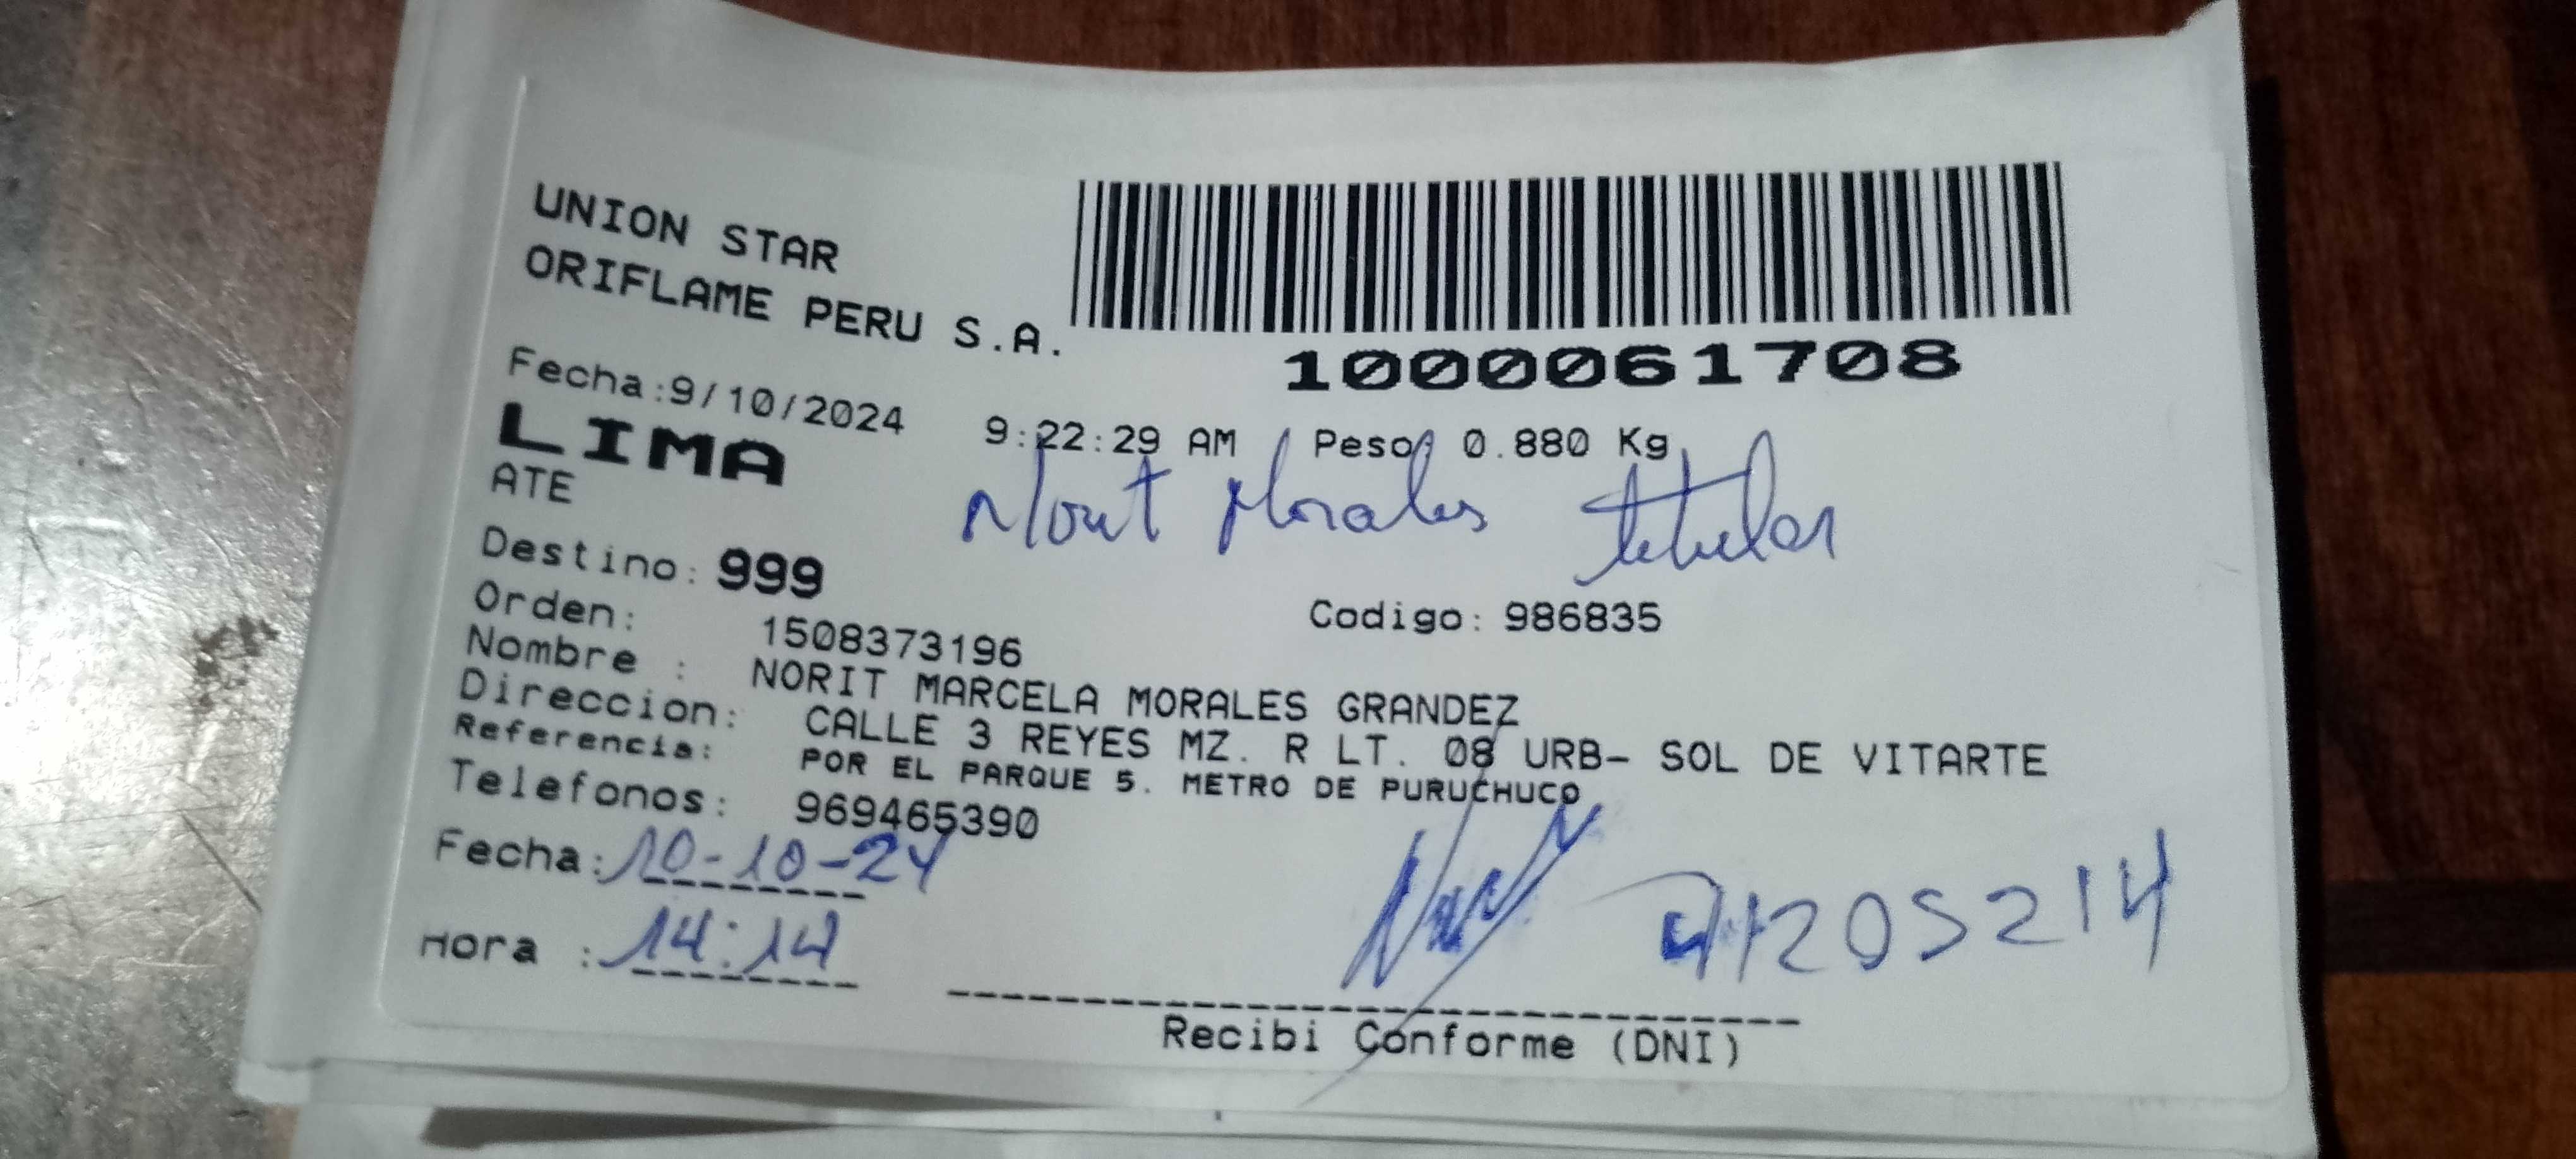 UNION STAR
ORIFLAME PERU S.A.
1000061708
Fecha:9/10/2024 9:22:29 AM Peso: 0.880 Kg
LIMA
ATE
Norit Morales titular
Destino: 999
Orden: 1508373196 Codigo: 986835
Nombre : NORIT MARCELA MORALES GRANDEZ
Direccion: CALLE 3 REYES MZ. R LT. 08 URB- SOL DE VITARTE
Referencia: POR EL PARQUE 5. METRO DE PURUCHUCO
Telefonos: 969465390
Fecha: 10-10-24
Hora : 14:14
Recibi Conforme (DNI)